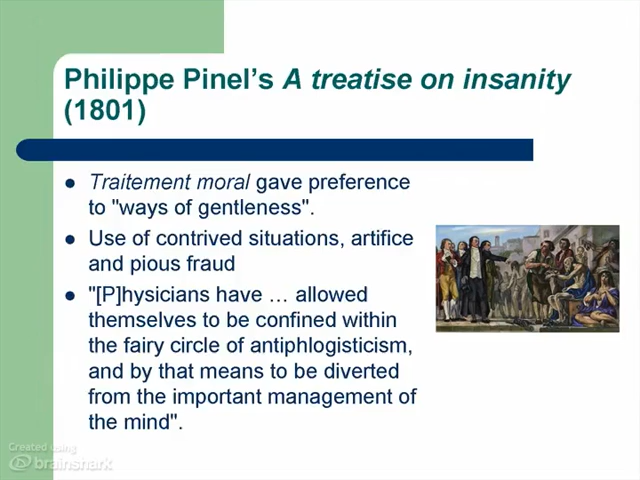 Philippe Pinel’s A treatise on insanity
(1801)
Traitement moral gave preference
to "ways of gentleness".
Use of contrived situations, artifice
and pious fraud
"[P]hysicians have … allowed
themselves to be confined within
the fairy circle of antiphlogisticism,
and by that means to be diverted
from the important management of
the mind".
Created using
brainshark